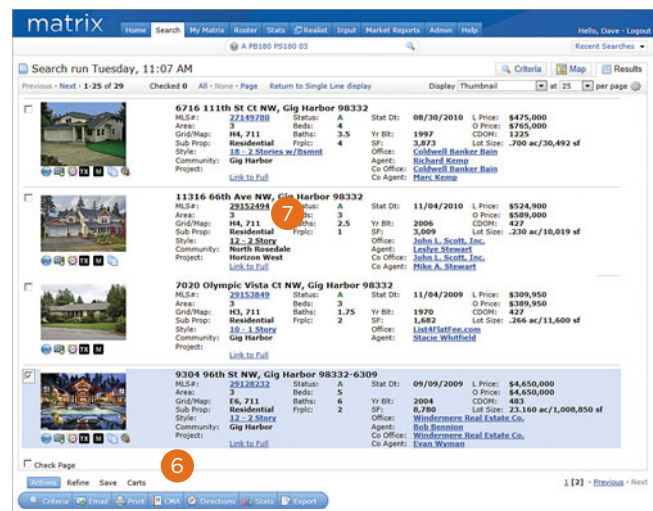 matrix Home Search My Matrix Roster Stats Realist Input Market Reports Admin Help Hello, Dave - Logout
A PB180 PS180 03 Recent Searches
Search run Tuesday, 11:07 AM Criteria Map Results
Previous · Next · 1-25 of 29 Checked 0 All · None · Page Return to Single Line display Display Thumbnail at 25 per page
6716 111th St Ct NW, Gig Harbor 98332
MLS#: 27149780 Status: A Stat Dt: 08/30/2010 L Price: $475,000
Area: 3 Beds: 4 O Price: $765,000
Grid/Map: H4, 711 Baths: 3.5 Yr Blt: 1997 CDOM: 1225
Sub Prop: Residential Frplc: 4 SF: 3,873 Lot Size: .700 ac/30,492 sf
Style: 18 - 2 Stories w/Bsmnt Office: Coldwell Banker Bain
Community: Gig Harbor Agent: Richard Kemp
Project: Co Office: Coldwell Banker Bain
Link to Full Co Agent: Marc Kemp
TX M
11316 66th Ave NW, Gig Harbor 98332
MLS#: 29152494 7 Status: A Stat Dt: 11/04/2010 L Price: $524,900
Area: 3 Beds: 3 O Price: $589,000
Grid/Map: H4, 711 Baths: 2.5 Yr Blt: 2006 CDOM: 427
Sub Prop: Residential Frplc: 1 SF: 3,009 Lot Size: .230 ac/10,019 sf
Style: 12 - 2 Story Office: John L. Scott, Inc.
Community: North Rosedale Agent: Leslye Stewart
Project: Horizon West Co Office: John L. Scott, Inc.
Link to Full Co Agent: Mike A. Stewart
TX M
7020 Olympic Vista Ct NW, Gig Harbor 98332
MLS#: 29153849 Status: A Stat Dt: 11/04/2009 L Price: $309,950
Area: 3 Beds: 3 O Price: $389,950
Grid/Map: H3, 711 Baths: 1.75 Yr Blt: 1970 CDOM: 427
Sub Prop: Residential Frplc: 2 SF: 1,682 Lot Size: .266 ac/11,600 sf
Style: 10 - 1 Story Office: List4FlatFee.com
Community: Gig Harbor Agent: Stacie Whitfield
Project:
Link to Full
TX M
9304 96th St NW, Gig Harbor 98332-6309
MLS#: 29128232 Status: A Stat Dt: 09/09/2009 L Price: $4,650,000
Area: 3 Beds: 5 O Price: $4,650,000
Grid/Map: E6, 711 Baths: 6 Yr Blt: 2004 CDOM: 483
Sub Prop: Residential Frplc: 2 SF: 8,780 Lot Size: 23.160 ac/1,008,850 sf
Style: 12 - 2 Story Office: Windermere Real Estate Co.
Community: Gig Harbor Agent: Bob Bennion
Project: Co Office: Windermere Real Estate Co.
Link to Full Co Agent: Evan Wyman
TX M
Check Page
6
Actions Refine Save Carts 1 [2] · Previous · Next
Criteria Email Print CMA Directions Stats Export